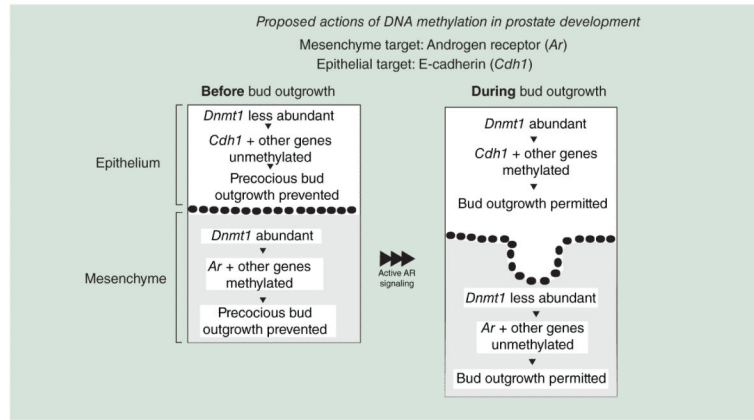 Proposed actions of DNA methylation in prostate development
Mesenchyme target: Androgen receptor (Ar)
Epithelial target: E-cadherin (Cdh1)
Before bud outgrowth
Epithelium
Dnmt1 less abundant
Cdh1 + other genes
unmethylated
Precocious bud
outgrowth prevented
Mesenchyme
Dnmt1 abundant
Ar + other genes
methylated
Precocious bud
outgrowth prevented
Active AR
signaling
During bud outgrowth
Dnmt1 abundant
Cdh1 + other genes
methylated
Bud outgrowth permitted
Dnmt1 less abundant
Ar + other genes
unmethylated
Bud outgrowth permitted